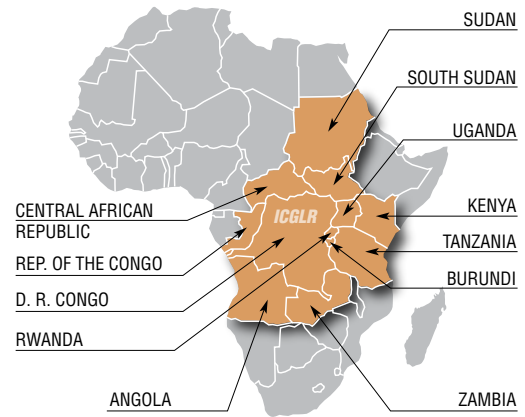 SUDAN
SOUTH SUDAN
UGANDA
KENYA
TANZANIA
BURUNDI
ZAMBIA
ICGLR
CENTRAL AFRICAN
REPUBLIC
REP. OF THE CONGO
D. R. CONGO
RWANDA
ANGOLA